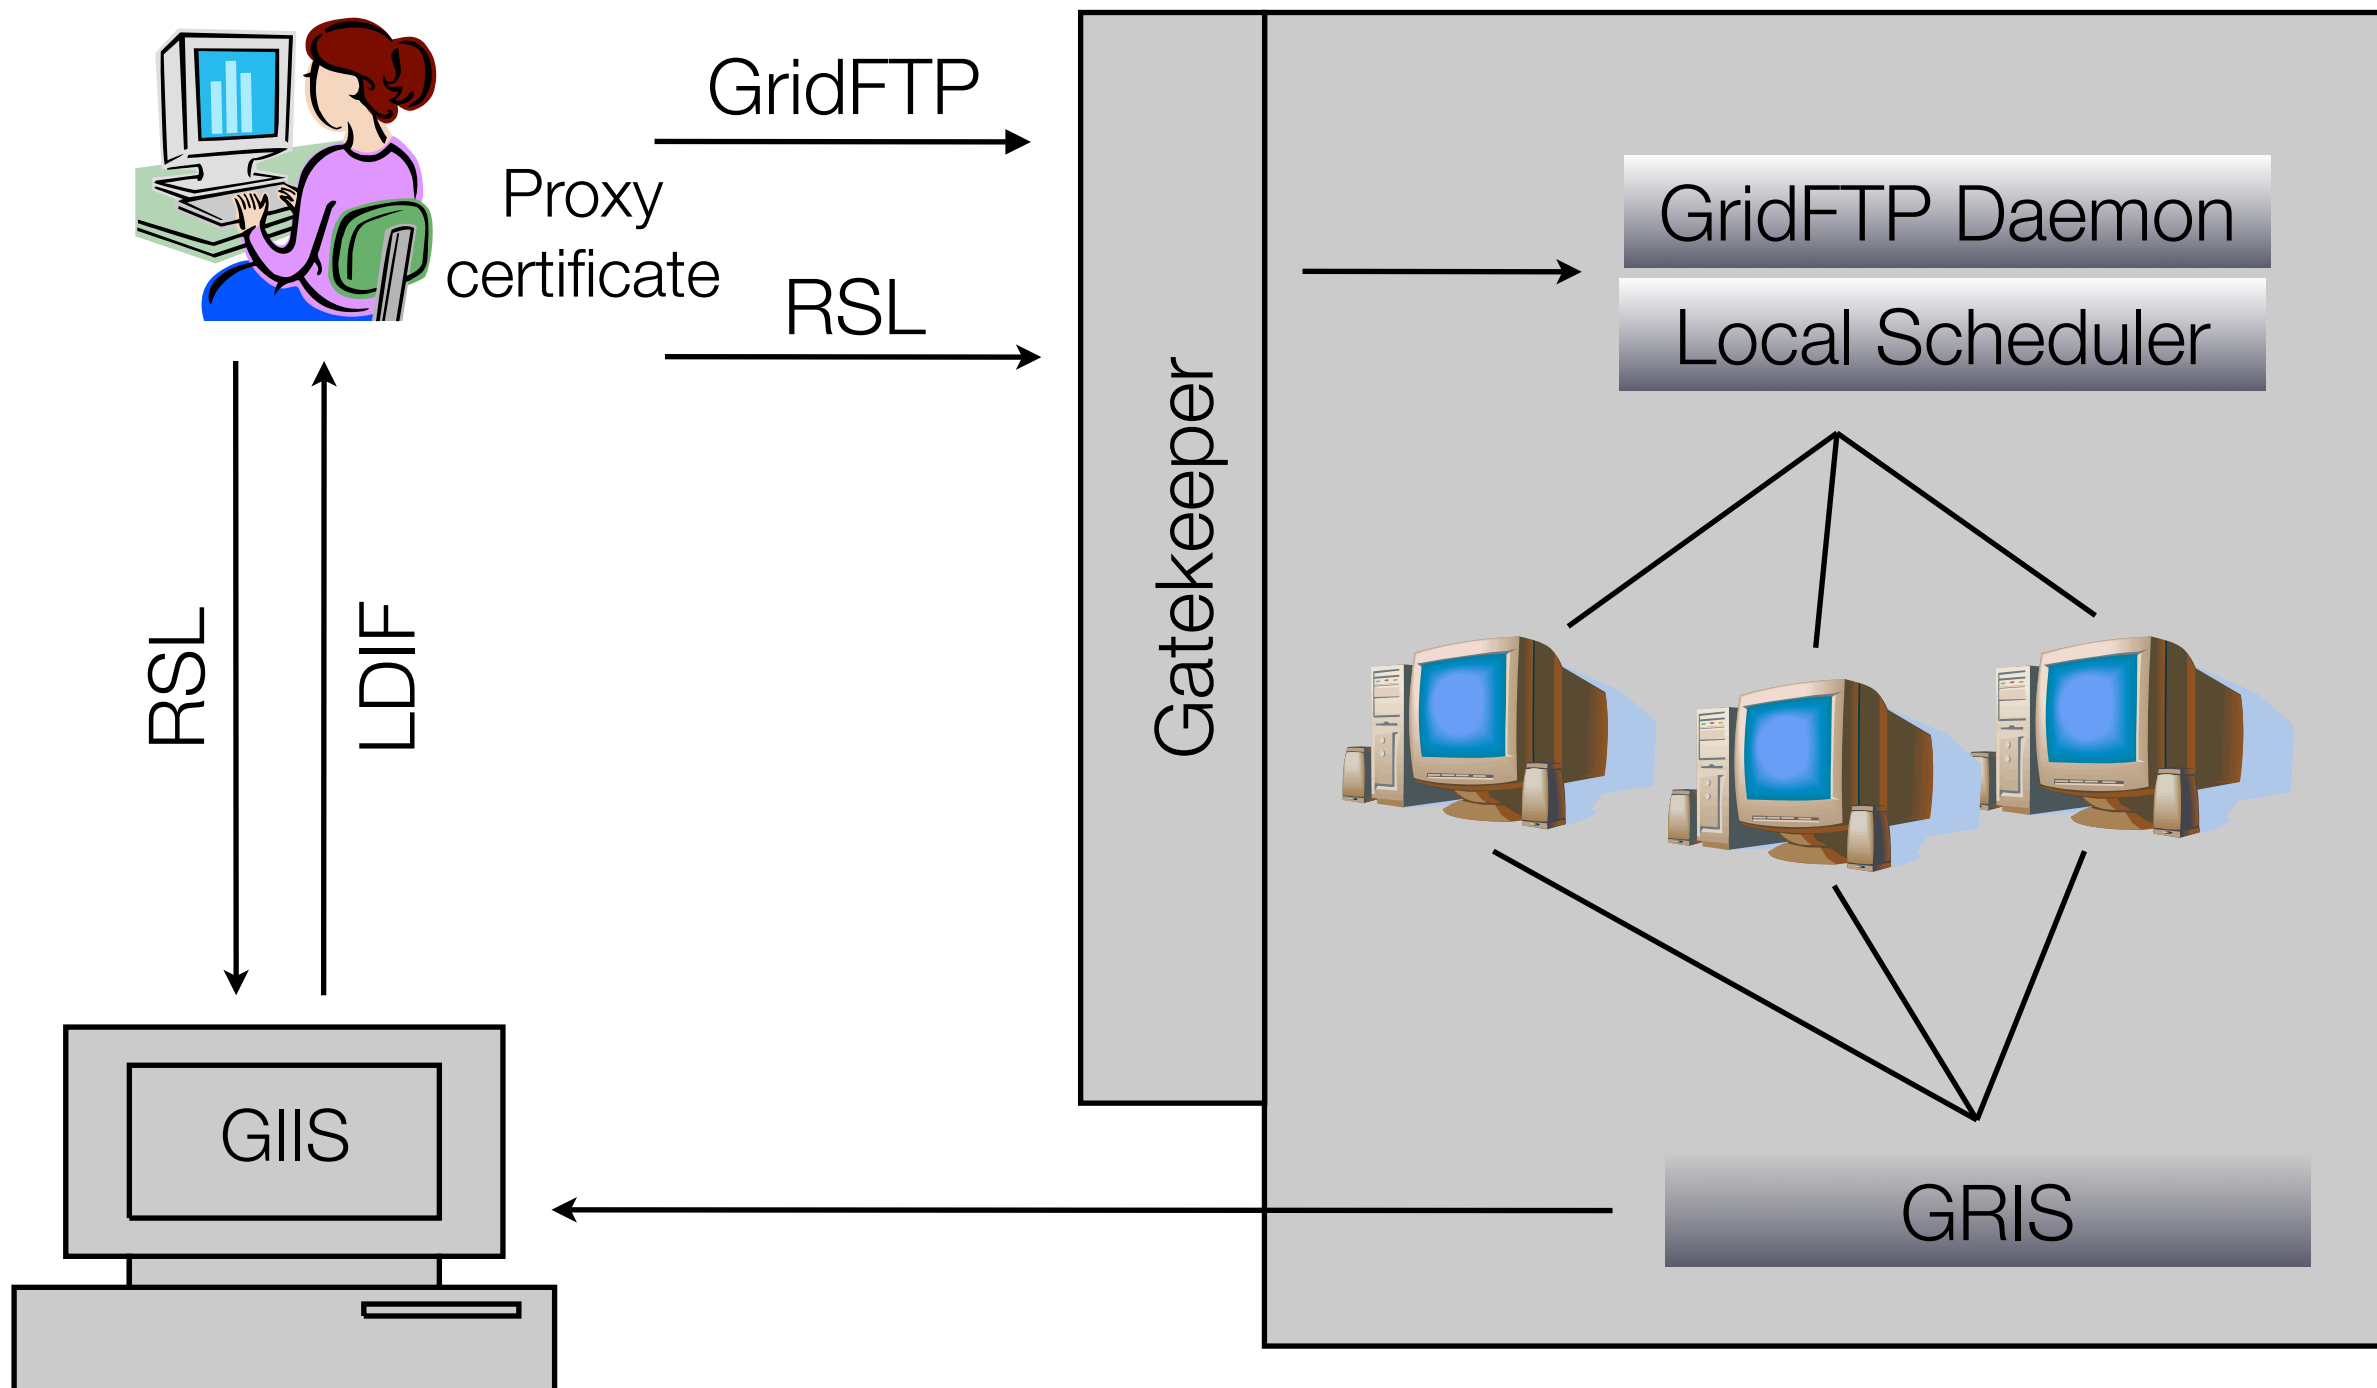 GridFTP
Proxy
certificate
RSL
GridFTP Daemon
Local Scheduler
Gatekeeper
RSL
LDIF
GIIS
GRIS